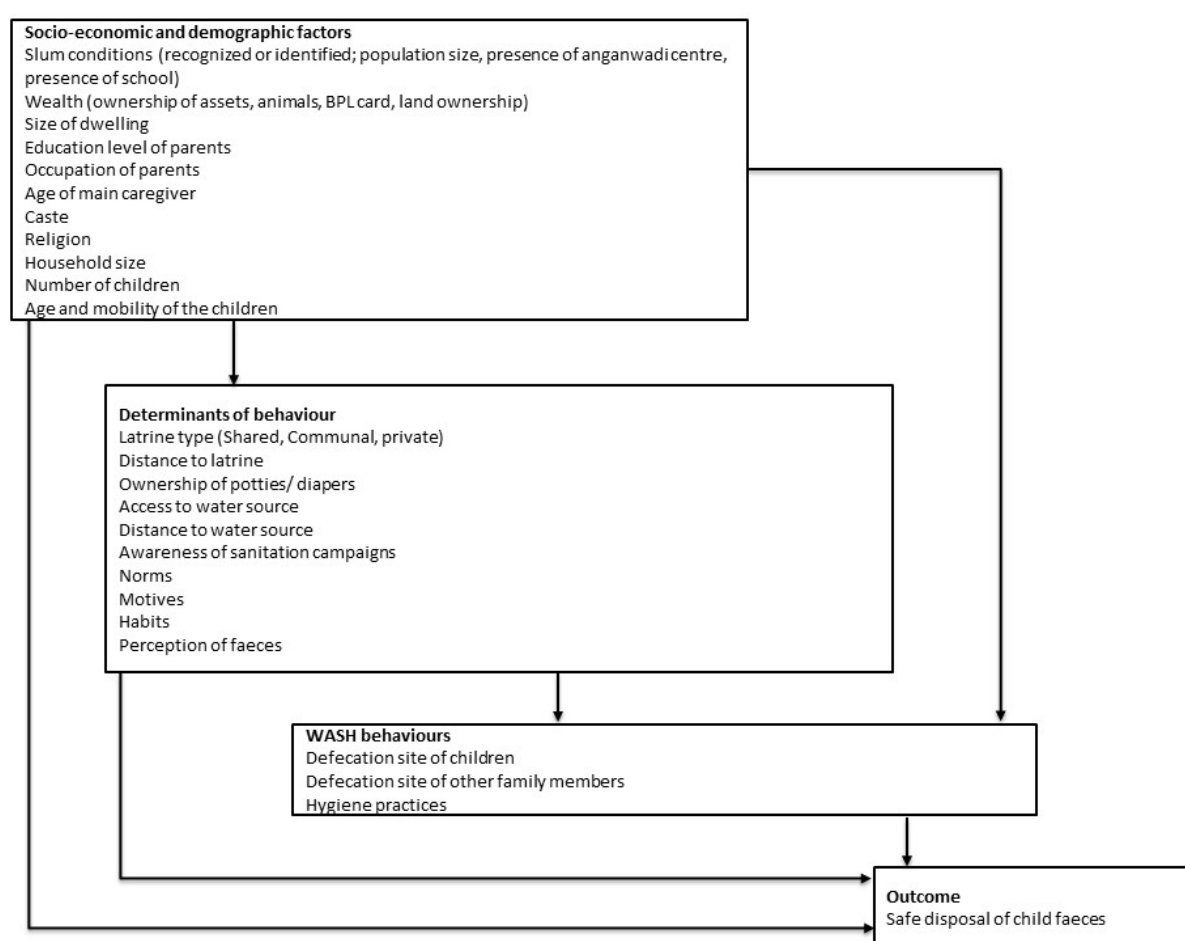 Socio-economic and demographic factors
Slum conditions (recognized or identified; population size, presence of anganwadi centre,
presence of school)
Wealth (ownership of assets, animals, BPL card, land ownership)
Size of dwelling
Education level of parents
Occupation of parents
Age of main caregiver
Caste
Religion
Household size
Number of children
Age and mobility of the children
Determinants of behaviour
Latrine type (Shared, Communal, private)
Distance to latrine
Ownership of potties/ diapers
Access to water source
Distance to water source
Awareness of sanitation campaigns
Norms
Motives
Habits
Perception of faeces
WASH behaviours
Defecation site of children
Defecation site of other family members
Hygiene practices
Outcome
Safe disposal of child faeces